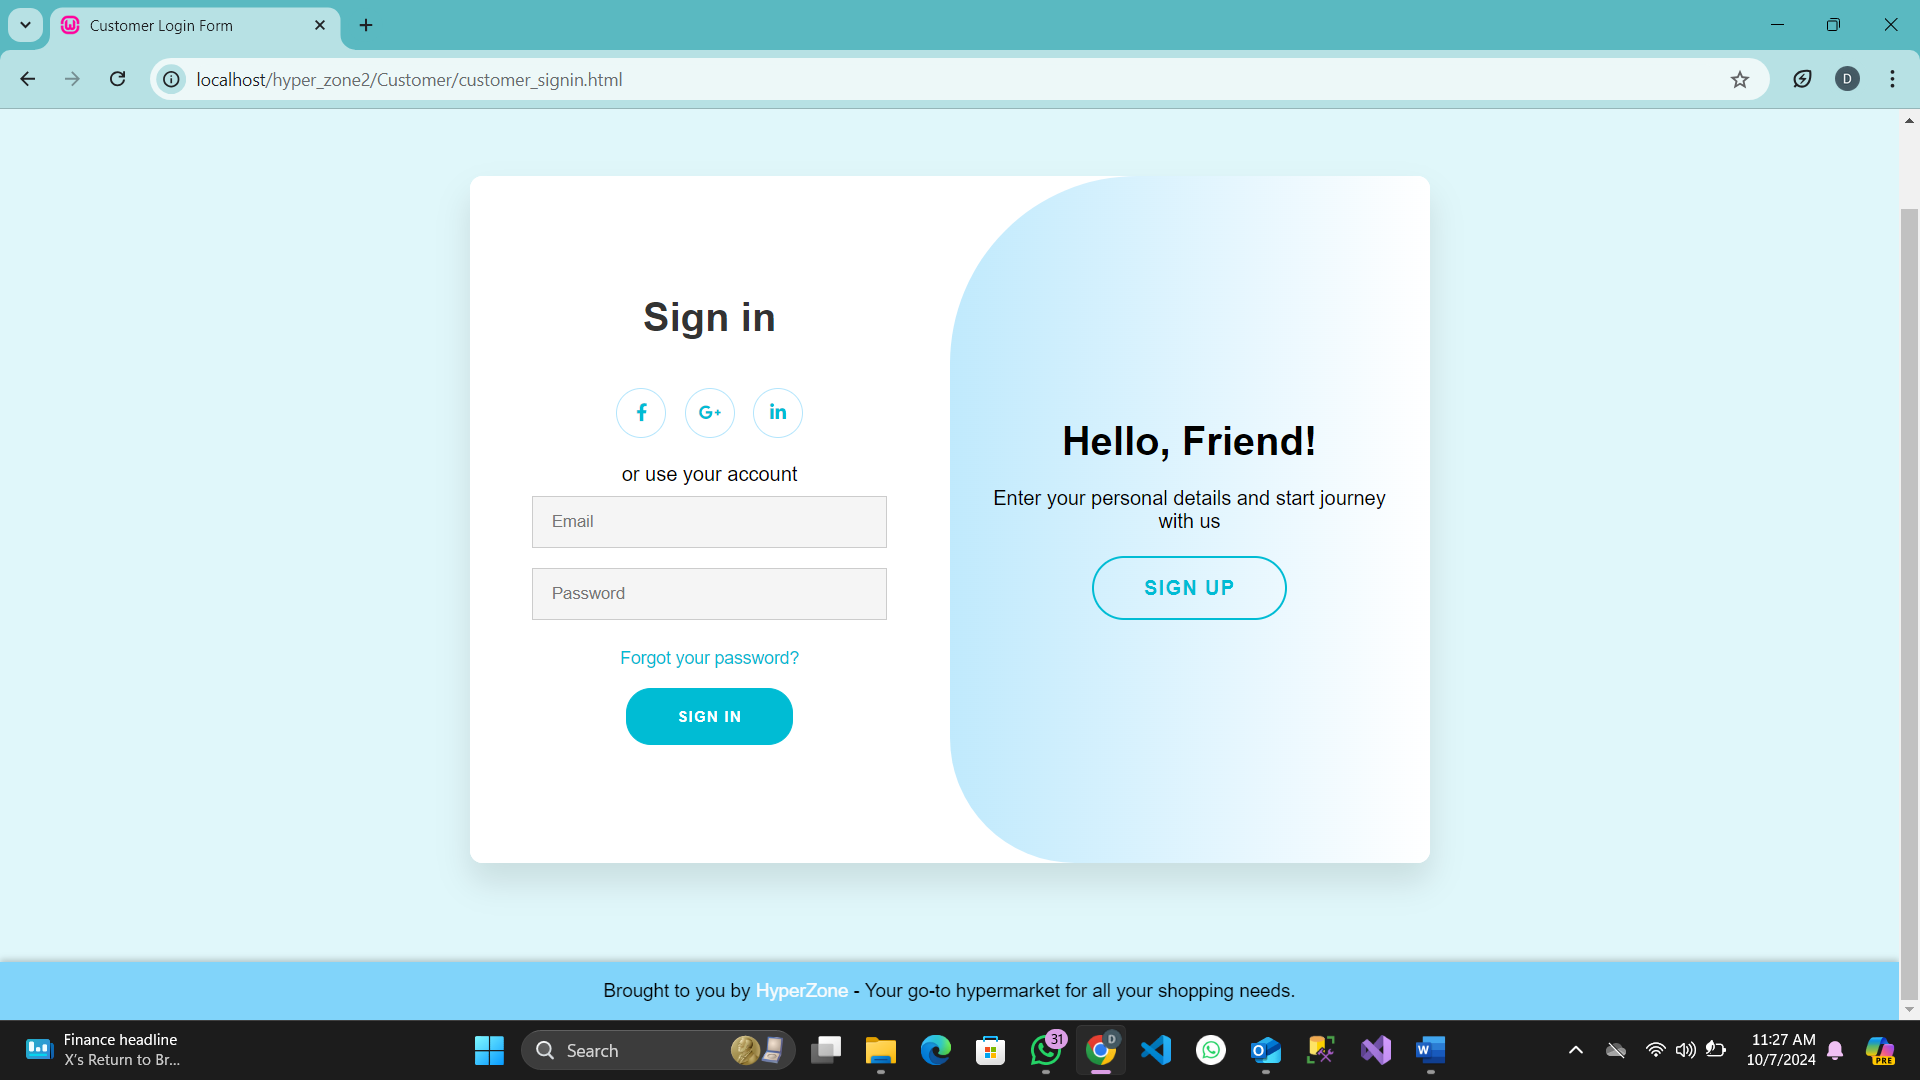 Customer Login Form
localhost/hyper_zone2/Customer/customer_signin.html
D
Sign in
f
G+
in
or use your account
Email
Password
Forgot your password?
SIGN IN
Hello, Friend!
Enter your personal details and start journey
with us
SIGN UP
Brought to you by HyperZone - Your go-to hypermarket for all your shopping needs.
Finance headline
X's Return to Br...
Search
31
D
W
11:27 AM
10/7/2024
PRE